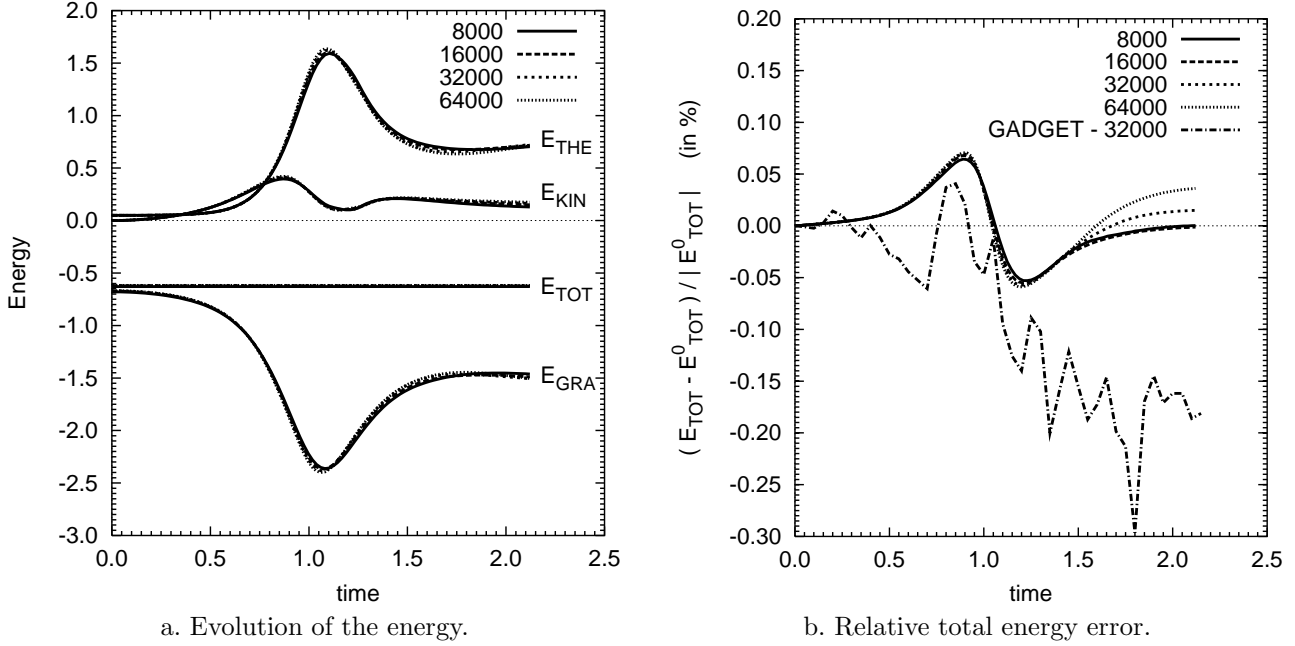 2.0
1.5
1.0
0.5
0.0
-0.5
-1.0
-1.5
-2.0
-2.5
-3.0
Energy
8000
16000
32000
64000
E_THE
E_KIN
E_TOT
E_GRA
0.0 0.5 1.0 1.5 2.0 2.5
time
a. Evolution of the energy.
0.20
0.15
0.10
0.05
0.00
-0.05
-0.10
-0.15
-0.20
-0.25
-0.30
( E_TOT - E^0_TOT ) / | E^0_TOT | (in %)
8000
16000
32000
64000
GADGET - 32000
0.0 0.5 1.0 1.5 2.0 2.5
time
b. Relative total energy error.